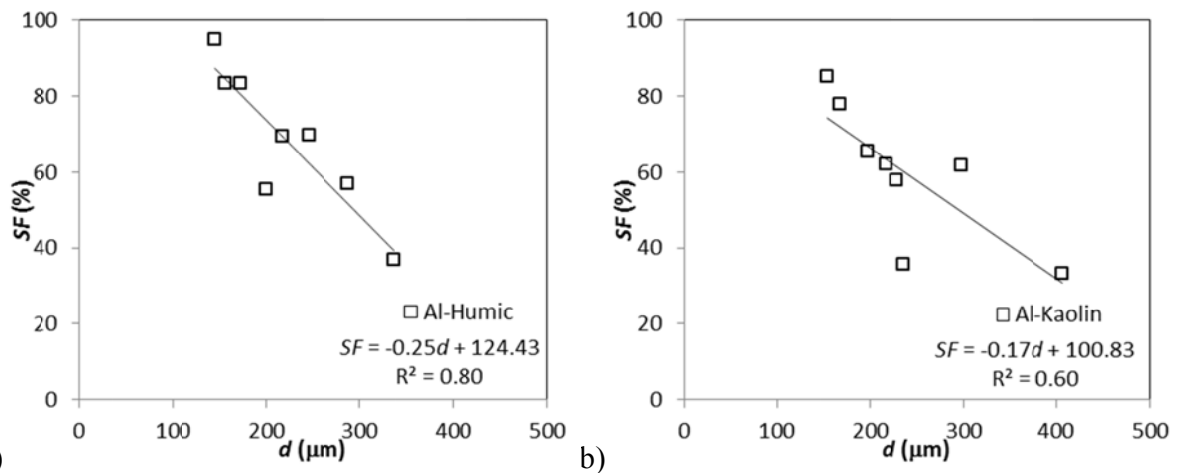 100
80
60
40
20
0
SF (%)
0 100 200 300 400 500
d (µm)
Al-Humic
SF = -0.25d + 124.43
R² = 0.80
)
100
80
60
40
20
0
SF (%)
0 100 200 300 400 500
d (µm)
Al-Kaolin
SF = -0.17d + 100.83
R² = 0.60
b)